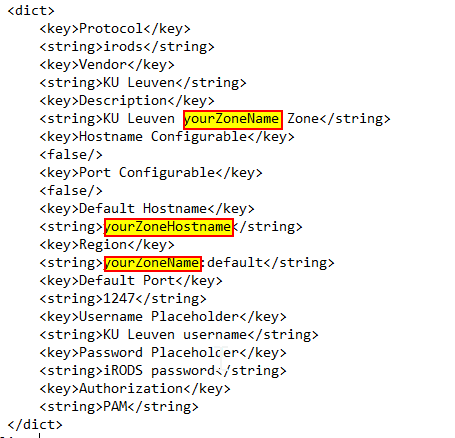 <dict>
<key>Protocol</key>
<string>irods</string>
<key>Vendor</key>
<string>KU Leuven</string>
<key>Description</key>
<string>KU Leuven yourZoneName Zone</string>
<key>Hostname Configurable</key>
<false/>
<key>Port Configurable</key>
<false/>
<key>Default Hostname</key>
<string>yourZoneHostname</string>
<key>Region</key>
<string>yourZoneName:default</string>
<key>Default Port</key>
<string>1247</string>
<key>Username Placeholder</key>
<string>KU Leuven username</string>
<key>Password Placeholder</key>
<string>iRODS password</string>
<key>Authorization</key>
<string>PAM</string>
</dict>